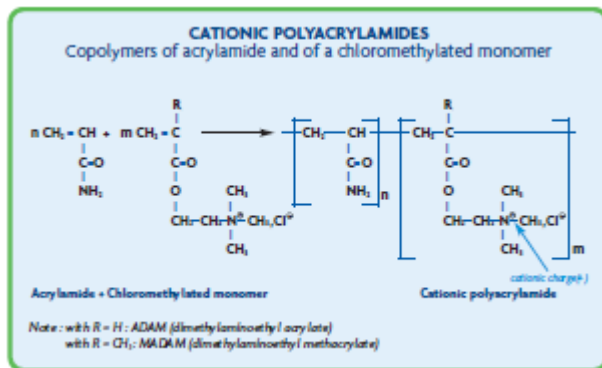 CATIONIC POLYACRYLAMIDES
Copolymers of acrylamide and of a chloromethylated monomer
R R
n CH₂ = CH + m CH₂ = C CH₂ CH CH₂ C
C=O C=O C=O C=O
NH₂ O CH₃ NH₂ n O CH₃
CH₂-CH₂-N⊕-CH₃,Cl⊖ CH₂-CH₂-N⊕-CH₃,Cl⊖
CH₃ CH₃ m
cationic charge(+)
Acrylamide + Chloromethylated monomer Cationic polyacrylamide
Note : with R = H : ADAM (dimethylaminoethyl acrylate)
with R = CH₃: MADAM (dimethylaminoethyl methacrylate)